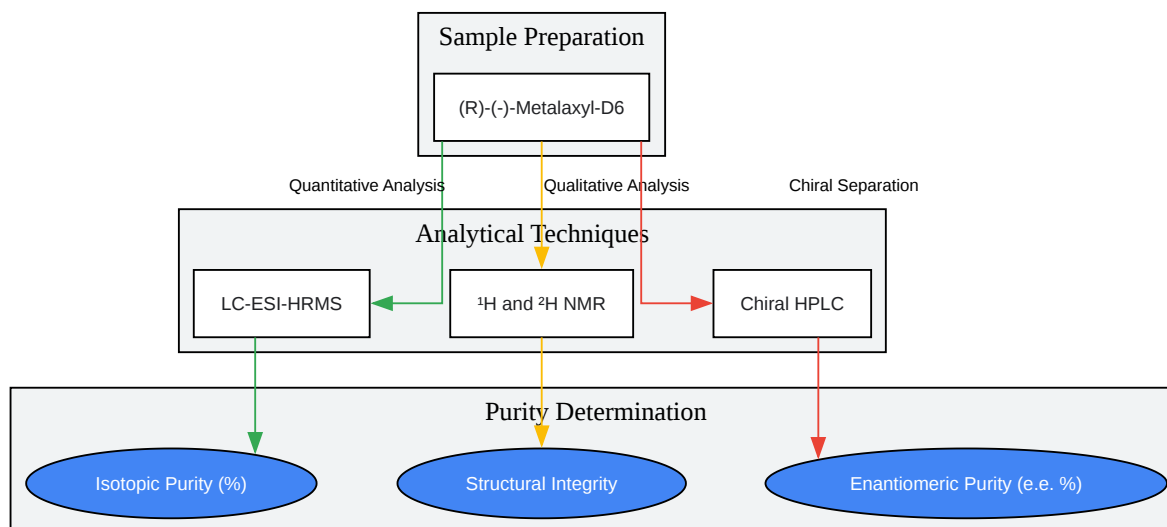 Sample Preparation
(R)-(-)-Metalaxyl-D6
Quantitative Analysis
Qualitative Analysis
Chiral Separation
Analytical Techniques
LC-ESI-HRMS
¹H and ²H NMR
Chiral HPLC
Purity Determination
Isotopic Purity (%)
Structural Integrity
Enantiomeric Purity (e.e. %)